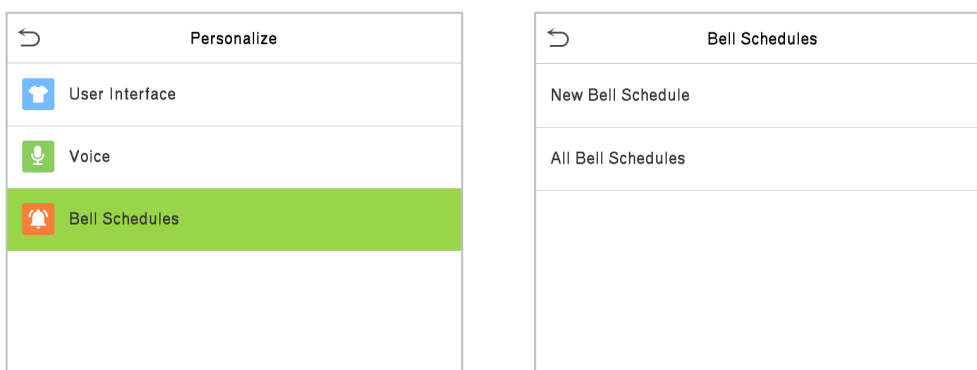 Personalize
User Interface
Voice
Bell Schedules
Bell Schedules
New Bell Schedule
All Bell Schedules